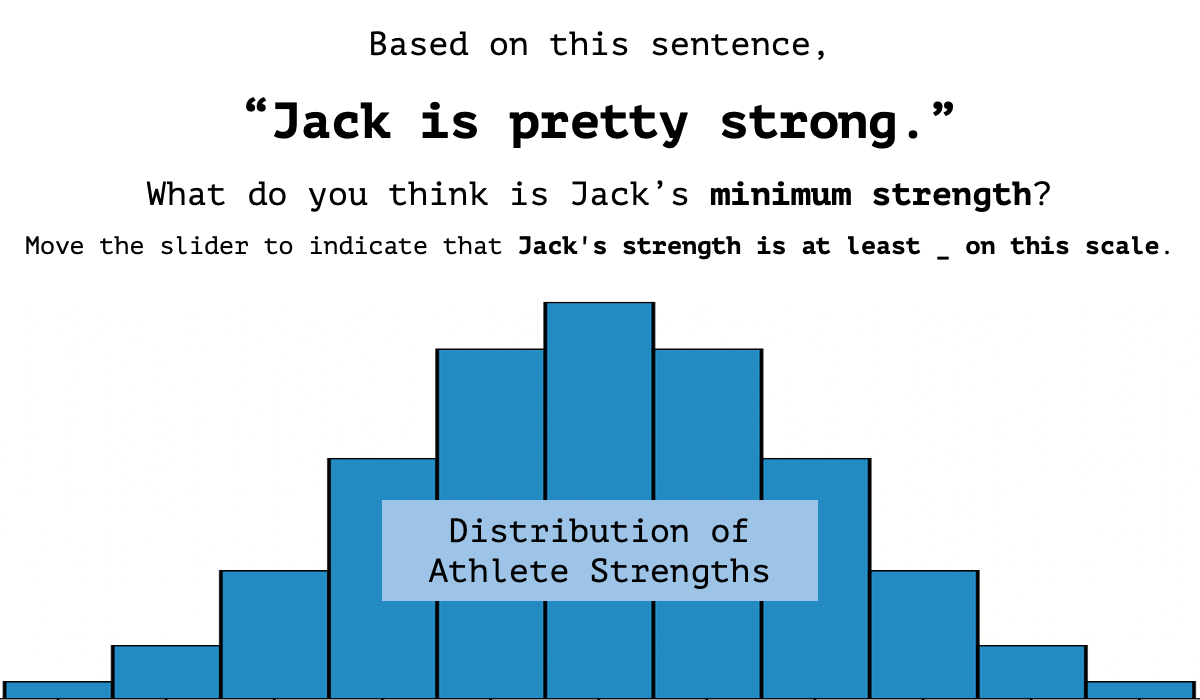 Based on this sentence,
“Jack is pretty strong.”
What do you think is Jack’s minimum strength?
Move the slider to indicate that Jack's strength is at least _ on this scale.
Distribution of
Athlete Strengths